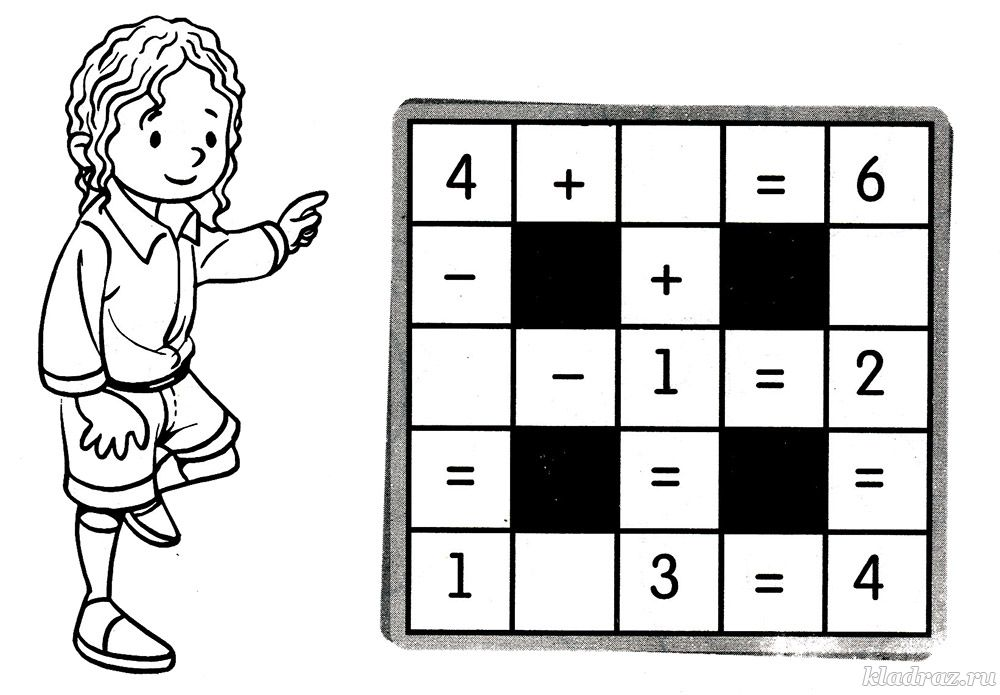 4 + = 6
− +
− 1 = 2
= = =
1 3 = 4
kladraz.ru